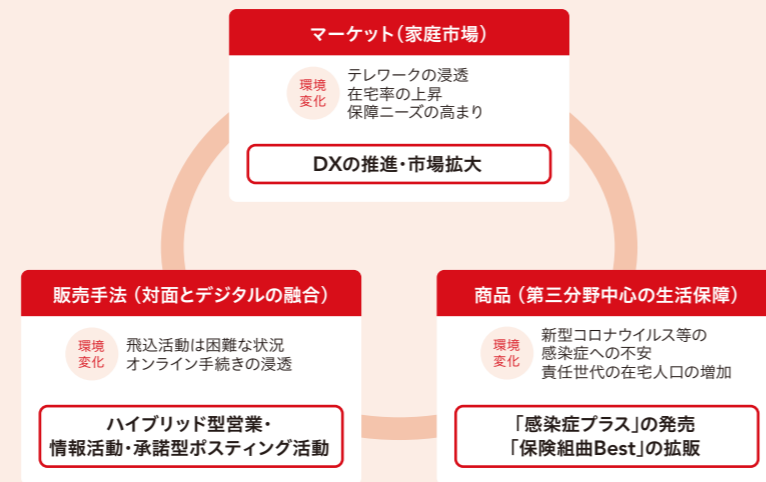 マーケット（家庭市場）
環境
変化
テレワークの浸透
在宅率の上昇
保障ニーズの高まり
DXの推進・市場拡大
販売手法（対面とデジタルの融合）
環境
変化
飛込活動は困難な状況
オンライン手続きの浸透
ハイブリッド型営業・
情報活動・承諾型ポスティング活動
商品（第三分野中心の生活保障）
環境
変化
新型コロナウイルス等の
感染症への不安
責任世代の在宅人口の増加
「感染症プラス」の発売
「保険組曲Best」の拡販